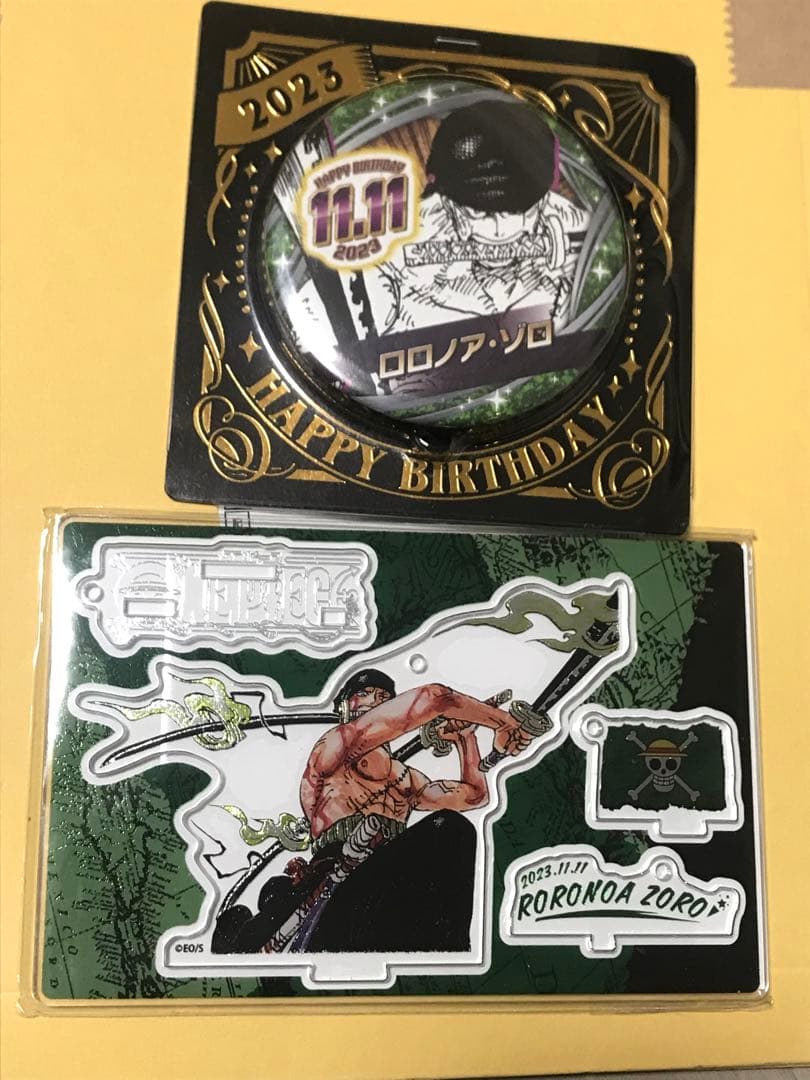 2023
HAPPY BIRTHDAY
11.11
2023
ロロノア・ゾロ
HAPPY BIRTHDAY
ONE PIECE
©EO/S
2023.11.11
RORONOA ZORO